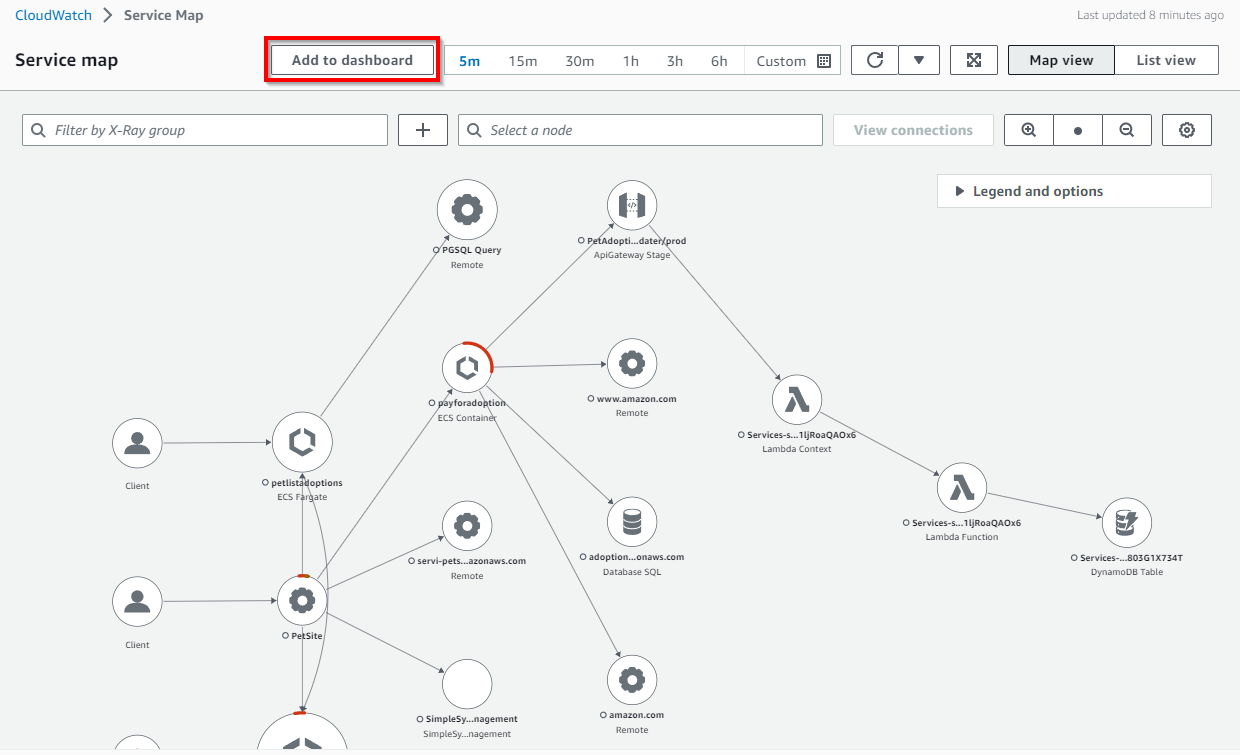 CloudWatch > Service Map
Last updated 8 minutes ago
Service map
Add to dashboard
5m 15m 30m 1h 3h 6h Custom
Map view List view
Filter by X-Ray group
Select a node
View connections
Legend and options
PGSQL Query
Remote
PetAdopti...dater/prod
ApiGateway Stage
payforadoption
ECS Container
www.amazon.com
Remote
Services-s...1ljRoaQAOx6
Lambda Context
Client
petlistadoptions
ECS Fargate
Services-s...1ljRoaQAOx6
Lambda Function
servi-pets...azonaws.com
Remote
adoption...onaws.com
Database SQL
Services-...803G1X734T
DynamoDB Table
Client
PetSite
SimpleSy...nagement
SimpleSy...nagement
amazon.com
Remote